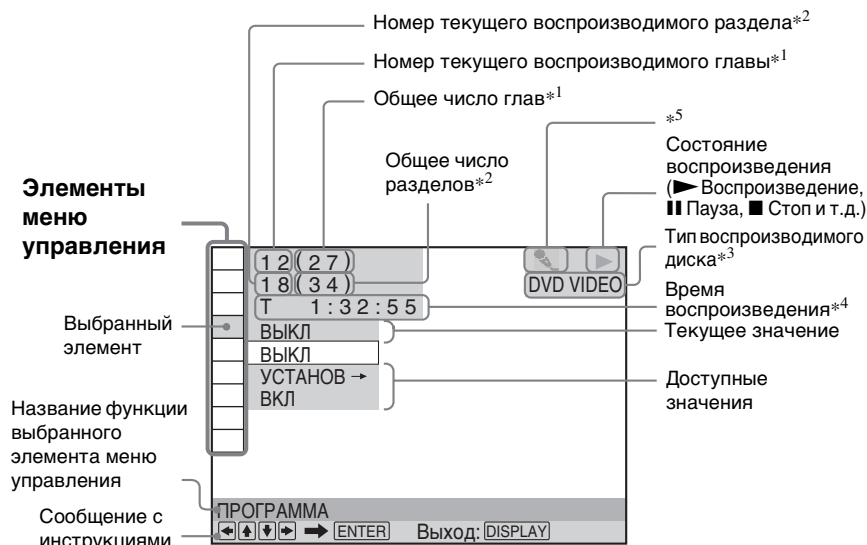 Номер текущего воспроизводимого раздела*2
Номер текущего воспроизводимого главы*1
Общее число глав*1
*5
Общее число
разделов*2
Состояние
воспроизведения
(▶ Воспроизведение,
❚❚ Пауза, ■ Стоп и т.д.)
Элементы
меню
управления
Тип воспроизводимого
диска*3
12(27)
18(34)
DVD VIDEO
T 1:32:55
Время
воспроизведения*4
ВЫКЛ
Текущее значение
Выбранный
элемент
ВЫКЛ
УСТАНОВ →
ВКЛ
Доступные
значения
Название функции
выбранного
элемента меню
управления
ПРОГРАММА
Сообщение с
инструкциями
←↑↓→ ➡ ENTER Выход: DISPLAY